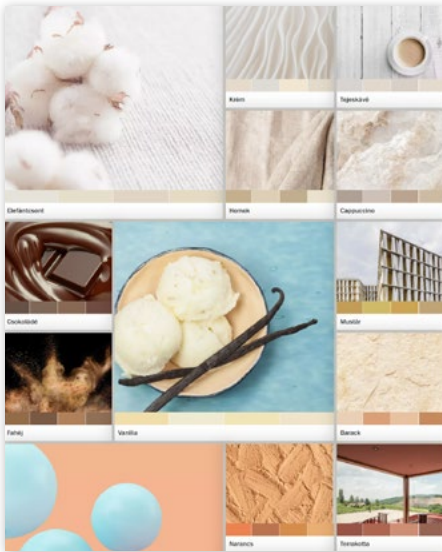 Krém
Tejeskávé
Elefántcsont
Homok
Cappuccino
Csokoládé
Mustár
Fahéj
Vanília
Barack
Narancs
Terrakotta